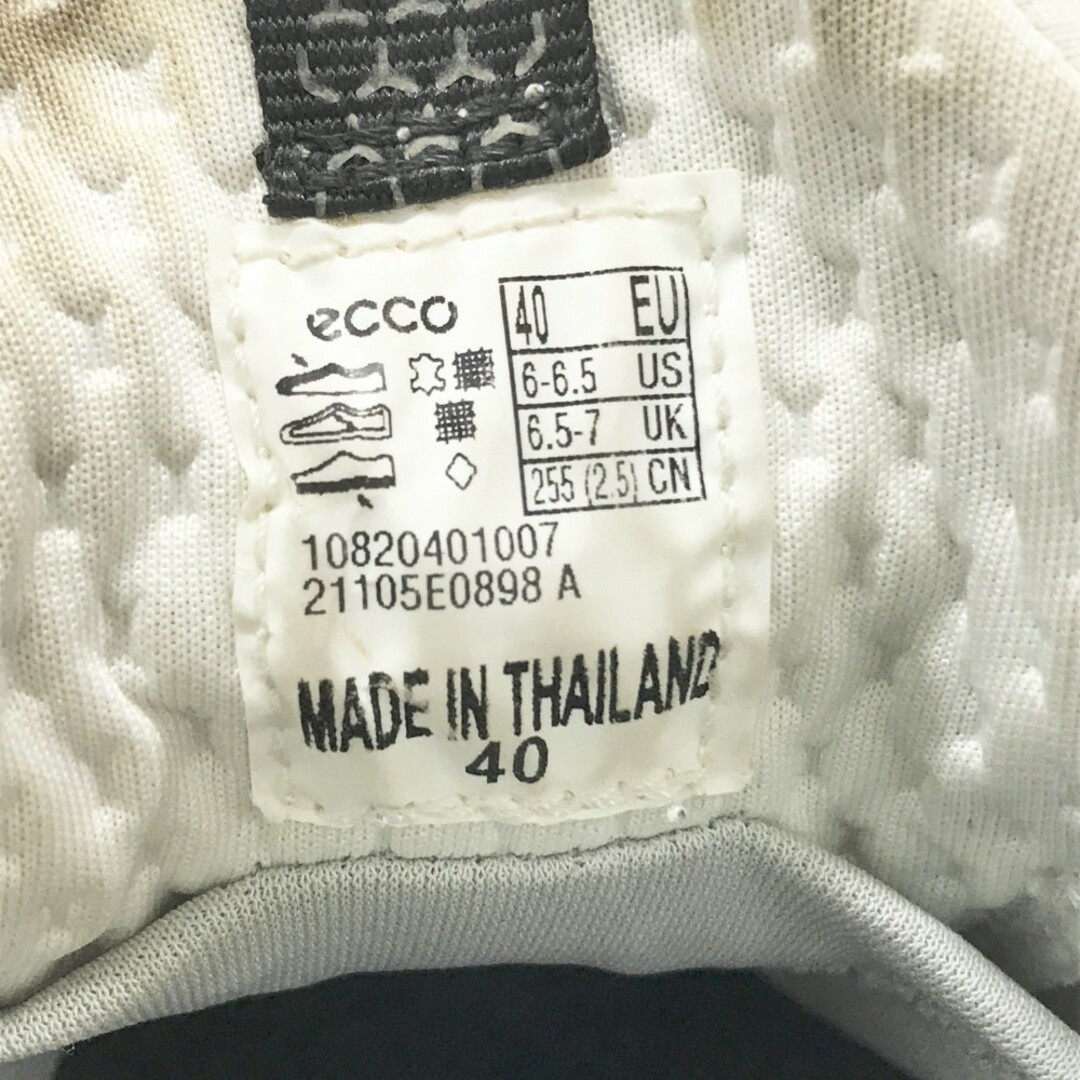 ecco
40 EU
6-6.5 US
6.5-7 UK
255 (2.5) CN
10820401007
21105E0898 A
MADE IN THAILAND
40